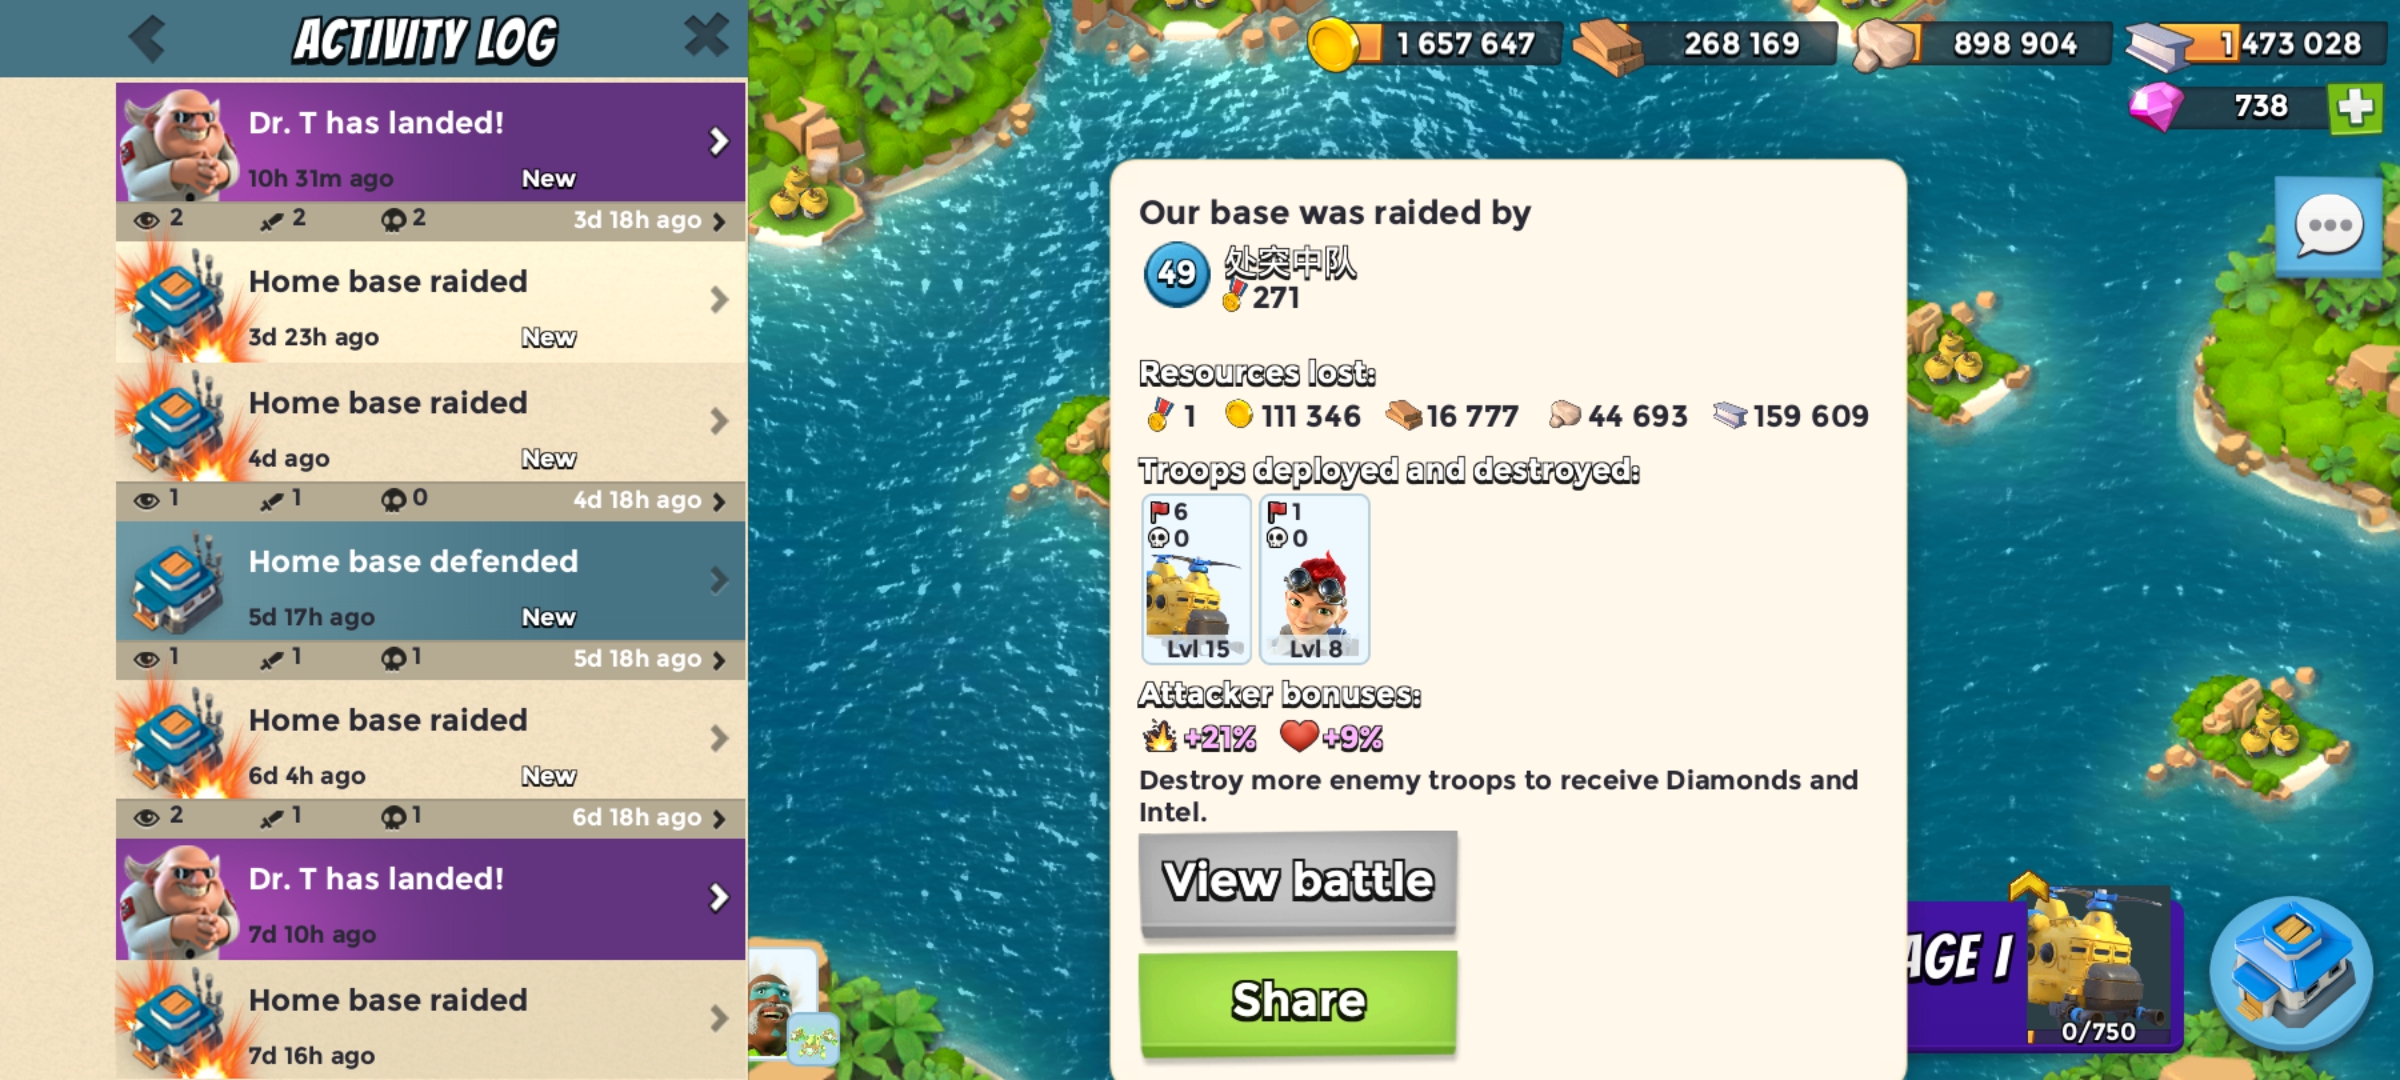 ACTIVITY LOG
Dr. T has landed!
10h 31m ago New
2 2 2 3d 18h ago
Home base raided
3d 23h ago New
Home base raided
4d ago New
1 1 0 4d 18h ago
Home base defended
5d 17h ago New
1 1 1 5d 18h ago
Home base raided
6d 4h ago New
2 1 1 6d 18h ago
Dr. T has landed!
7d 10h ago
Home base raided
7d 16h ago
1 657 647 268 169 898 904 1 473 028
738
Our base was raided by
49 处突中队
271
Resources lost:
1 111 346 16 777 44 693 159 609
Troops deployed and destroyed:
6 1
0 0
Lvl 15 Lvl 8
Attacker bonuses:
+21% +9%
Destroy more enemy troops to receive Diamonds and
Intel.
View battle
Share
AGE I
0/750